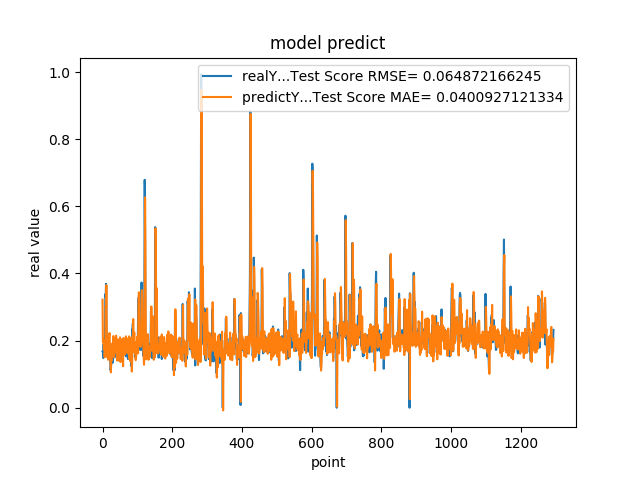 model predict
realY...Test Score RMSE= 0.064872166245
predictY...Test Score MAE= 0.0400927121334
real value
1.0
0.8
0.6
0.4
0.2
0.0
0 200 400 600 800 1000 1200
point